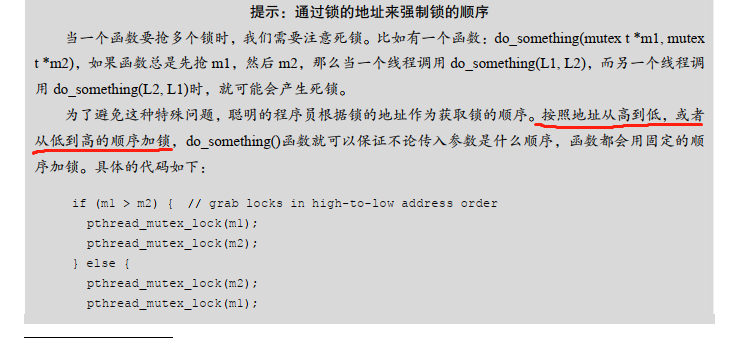 提示：通过锁的地址来强制锁的顺序
当一个函数要抢多个锁时，我们需要注意死锁。比如有一个函数：do_something(mutex t *m1, mutex
t *m2)，如果函数总是先抢 m1，然后 m2，那么当一个线程调用 do_something(L1, L2)，而另一个线程调
用 do_something(L2, L1)时，就可能会产生死锁。
为了避免这种特殊问题，聪明的程序员根据锁的地址作为获取锁的顺序。按照地址从高到低，或者
从低到高的顺序加锁，do_something()函数就可以保证不论传入参数是什么顺序，函数都会用固定的顺
序加锁。具体的代码如下：
if (m1 > m2) { // grab locks in high-to-low address order
pthread_mutex_lock(m1);
pthread_mutex_lock(m2);
} else {
pthread_mutex_lock(m2);
pthread_mutex_lock(m1);